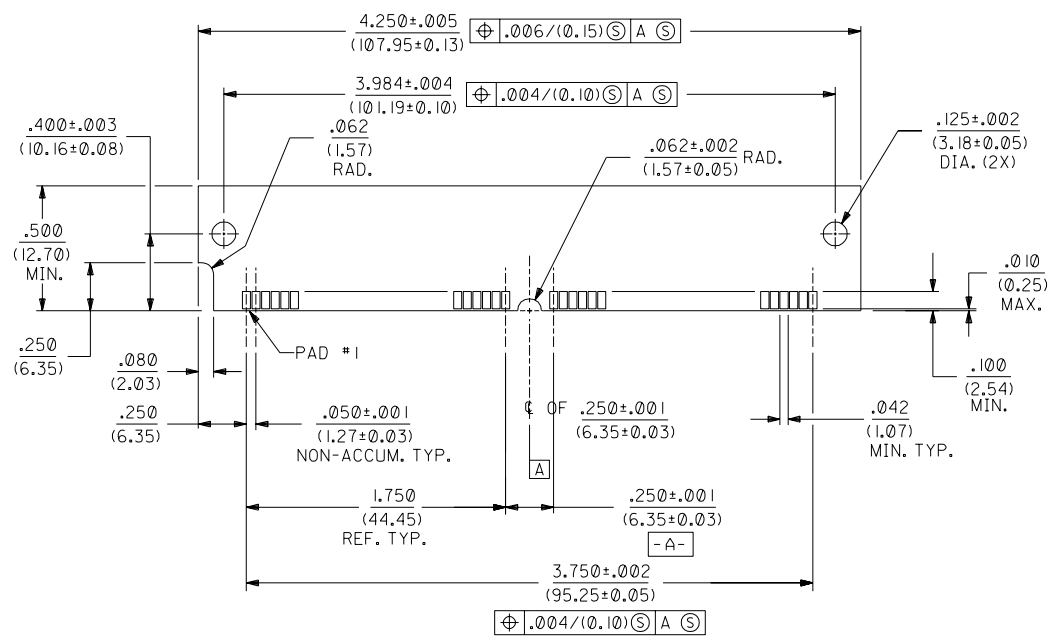 4.250±.005
(107.95±0.13)
⌖ .006/(0.15)Ⓢ A Ⓢ
3.984±.004
(101.19±0.10)
⌖ .004/(0.10)Ⓢ A Ⓢ
.400±.003
(10.16±0.08)
.062
(1.57)
RAD.
.062±.002
(1.57±0.05)
RAD.
.125±.002
(3.18±0.05)
DIA. (2X)
.500
(12.70)
MIN.
.010
(0.25)
MAX.
.250
(6.35)
.080
(2.03)
PAD #1
.100
(2.54)
MIN.
.250
(6.35)
.050±.001
(1.27±0.03)
NON-ACCUM. TYP.
℄ OF .250±.001
(6.35±0.03)
.042
(1.07)
MIN. TYP.
A
1.750
(44.45)
REF. TYP.
.250±.001
(6.35±0.03)
-A-
3.750±.002
(95.25±0.05)
⌖ .004/(0.10)Ⓢ A Ⓢ